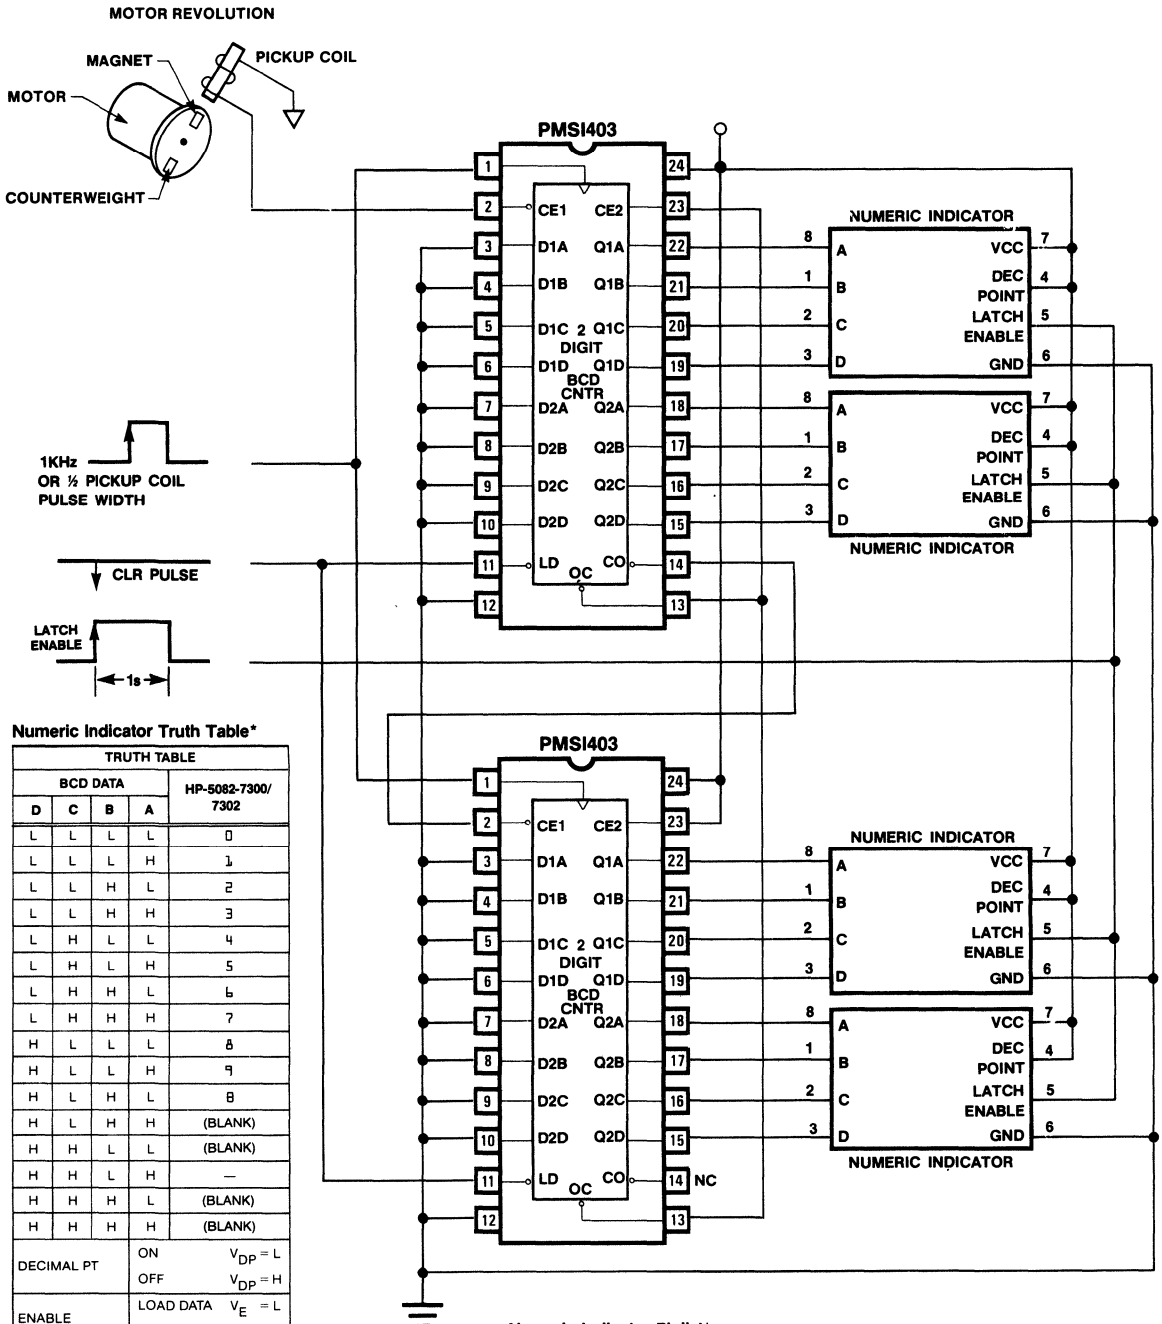 MOTOR REVOLUTION
MAGNET
PICKUP COIL
MOTOR
COUNTERWEIGHT
1KHz
OR ½ PICKUP COIL
PULSE WIDTH
CLR PULSE
LATCH
ENABLE
1s
PMSI403
1
2
3
4
5
6
7
8
9
10
11
12
CE1 CE2
D1A Q1A
D1B Q1B
D1C 2 Q1C
DIGIT
D1D Q1D
BCD
CNTR
D2A Q2A
D2B Q2B
D2C Q2C
D2D Q2D
LD CO
OC
24
23
22
21
20
19
18
17
16
15
14
13
NUMERIC INDICATOR
8 A VCC 7
1 B DEC 4
POINT
2 C LATCH 5
ENABLE
3 D GND 6
8 A VCC 7
1 B DEC 4
POINT
2 C LATCH 5
ENABLE
3 D GND 6
NUMERIC INDICATOR
PMSI403
1
2
3
4
5
6
7
8
9
10
11
12
CE1 CE2
D1A Q1A
D1B Q1B
D1C 2 Q1C
DIGIT
D1D Q1D
BCD
CNTR
D2A Q2A
D2B Q2B
D2C Q2C
D2D Q2D
LD CO
OC
24
23
22
21
20
19
18
17
16
15
14 NC
13
NUMERIC INDICATOR
8 A VCC 7
1 B DEC 4
POINT
2 C LATCH 5
ENABLE
3 D GND 6
8 A VCC 7
1 B DEC 4
POINT
2 C LATCH 5
ENABLE
3 D GND 6
NUMERIC INDICATOR
Numeric Indicator Truth Table*
TRUTH TABLE
BCD DATA HP-5082-7300/
7302
D C B A
L L L L 0
L L L H 1
L L H L 2
L L H H 3
L H L L 4
L H L H 5
L H H L 6
L H H H 7
H L L L 8
H L L H 9
H L H L 8
H L H H (BLANK)
H H L L (BLANK)
H H L H —
H H H L (BLANK)
H H H H (BLANK)
DECIMAL PT ON VDP = L
OFF VDP = H
ENABLE LOAD DATA VE = L